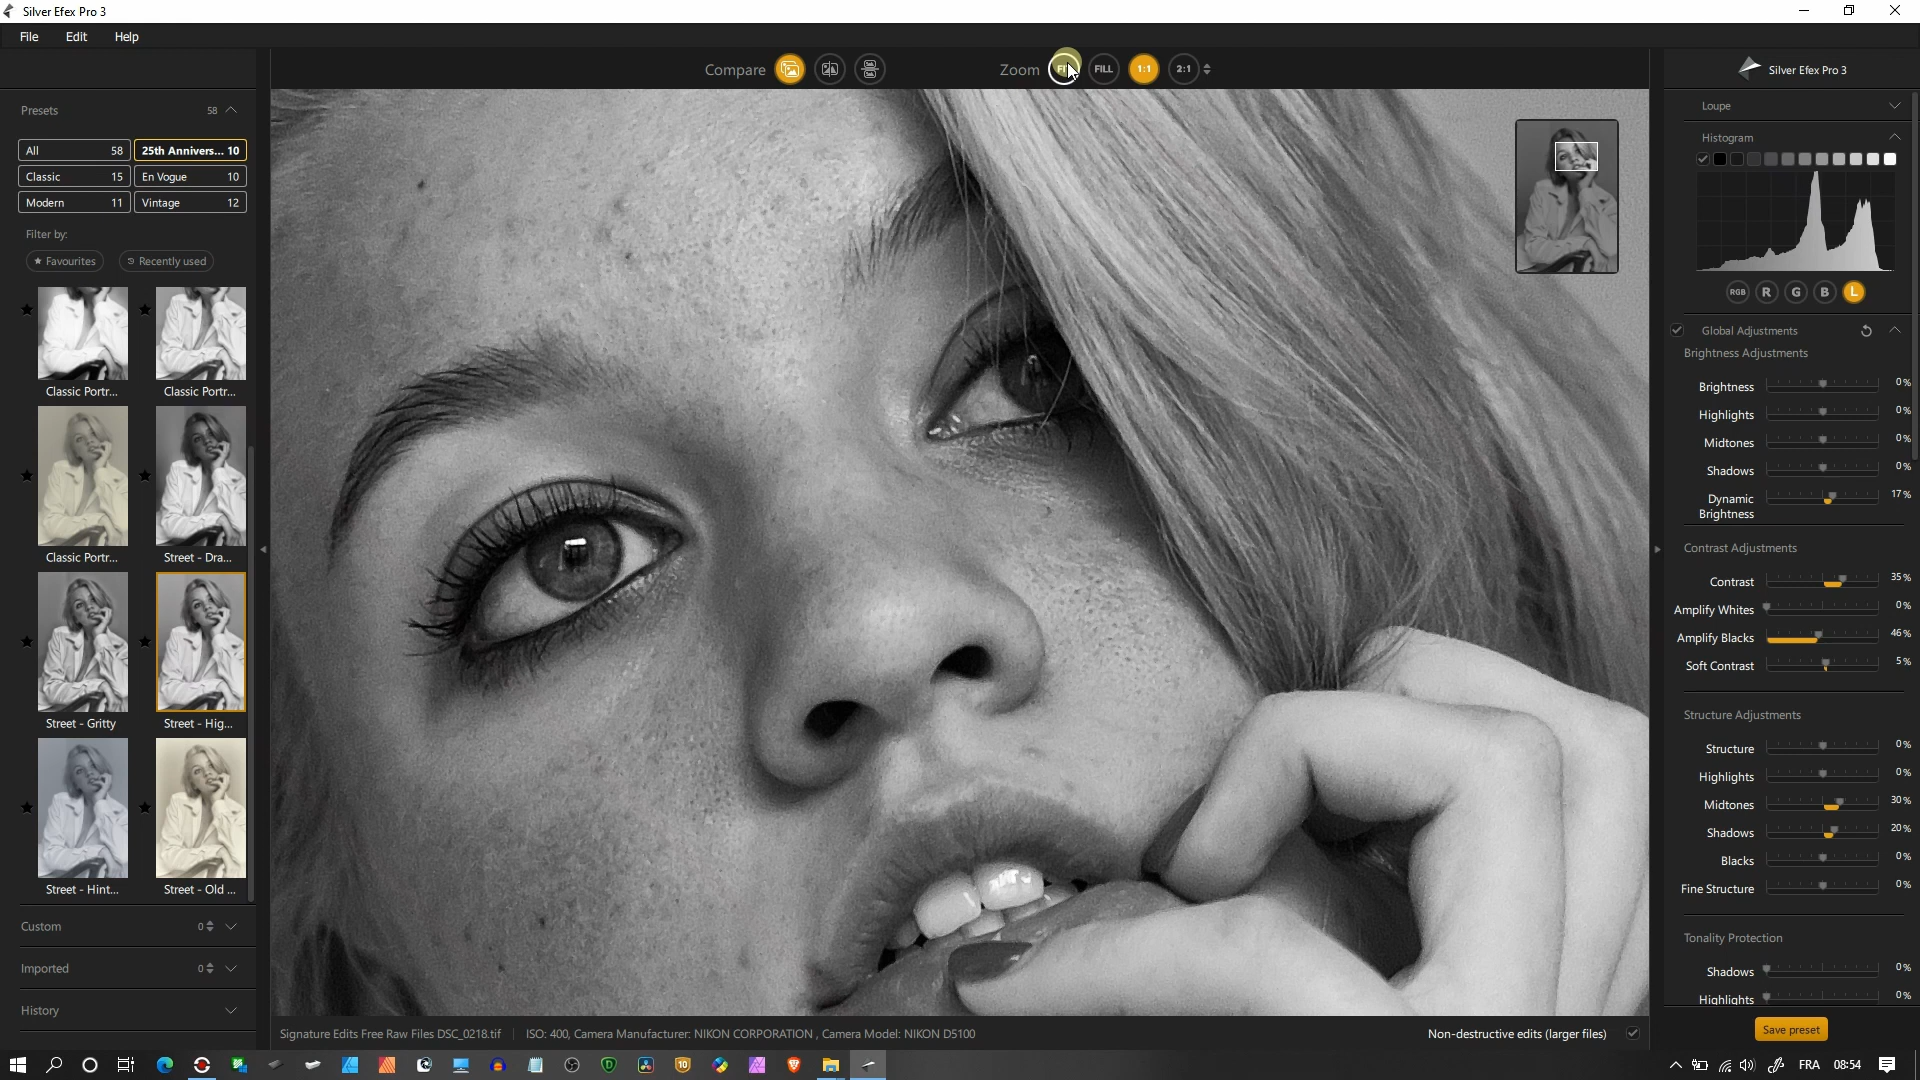 Silver Efex Pro 3
File Edit Help
Compare Zoom FILL 1:1 2:1
Silver Efex Pro 3
Presets 58
All 58 25th Annivers... 10
Classic 15 En Vogue 10
Modern 11 Vintage 12
Filter by:
Favourites Recently used
Classic Portr... Classic Portr...
Classic Portr... Street - Dra...
Street - Gritty Street - Hig...
Street - Hint... Street - Old ...
Custom 0
Imported 0
History
Loupe
Histogram
RGB R G B L
Global Adjustments
Brightness Adjustments
Brightness 0%
Highlights 0%
Midtones 0%
Shadows 0%
Dynamic Brightness 17%
Contrast Adjustments
Contrast 35%
Amplify Whites 0%
Amplify Blacks 46%
Soft Contrast 5%
Structure Adjustments
Structure 0%
Highlights 0%
Midtones 30%
Shadows 20%
Blacks 0%
Fine Structure 0%
Tonality Protection
Shadows 0%
Highlights 0%
Save preset
Signature Edits Free Raw Files DSC_0218.tif ISO: 400, Camera Manufacturer: NIKON CORPORATION , Camera Model: NIKON D5100 Non-destructive edits (larger files)
FRA 08:54